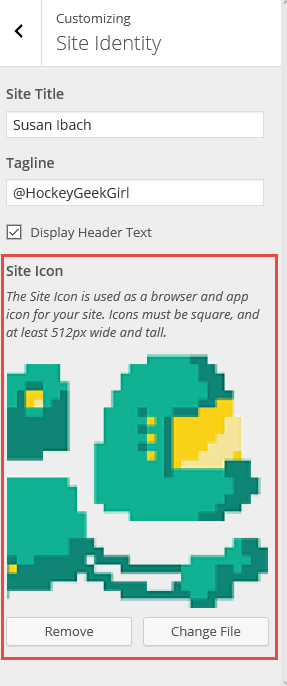 Customizing
Site Identity
Site Title
Susan Ibach
Tagline
@HockeyGeekGirl
Display Header Text
Site Icon
The Site Icon is used as a browser and app
icon for your site. Icons must be square, and
at least 512px wide and tall.
Remove
Change File